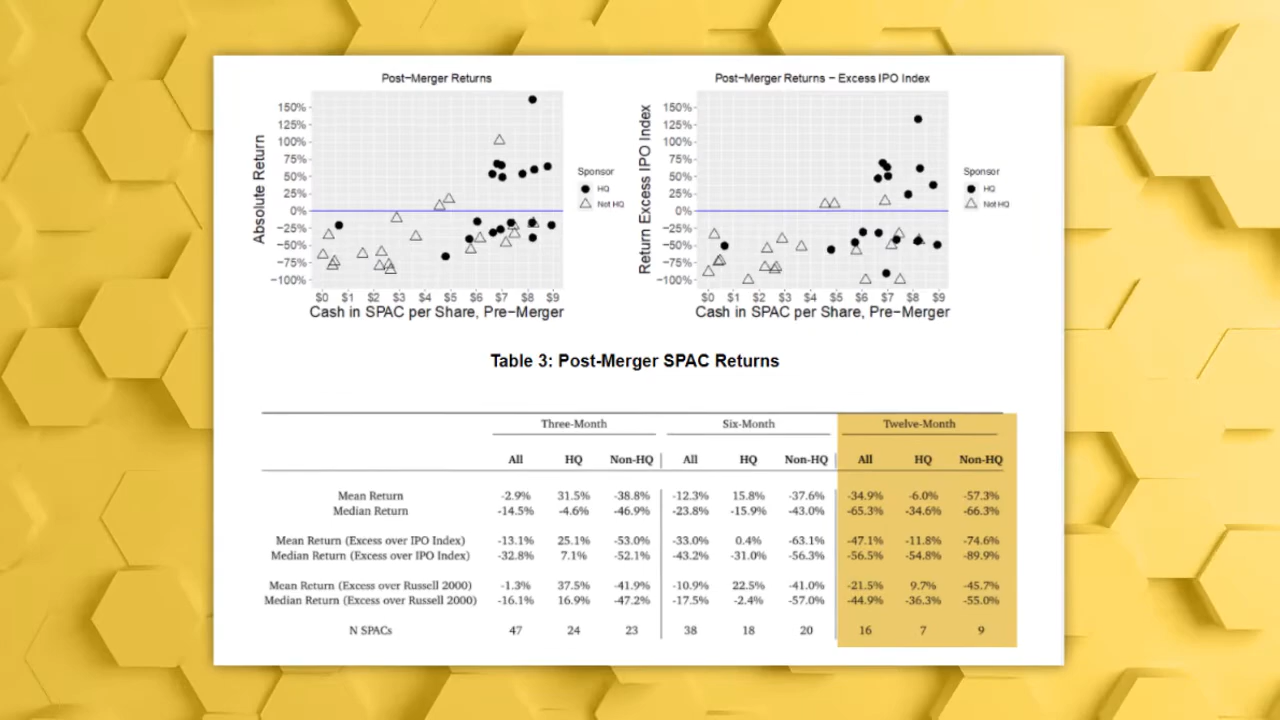 Post-Merger Returns
Absolute Return
150%
125%
100%
75%
50%
25%
0%
-25%
-50%
-75%
-100%
$0 $1 $2 $3 $4 $5 $6 $7 $8 $9
Cash in SPAC per Share, Pre-Merger
Sponsor
HQ
Not HQ
Post-Merger Returns - Excess IPO Index
Return Excess IPO Index
150%
125%
100%
75%
50%
25%
0%
-25%
-50%
-75%
-100%
$0 $1 $2 $3 $4 $5 $6 $7 $8 $9
Cash in SPAC per Share, Pre-Merger
Sponsor
HQ
Not HQ
Table 3: Post-Merger SPAC Returns
Three-Month Six-Month Twelve-Month
All HQ Non-HQ All HQ Non-HQ All HQ Non-HQ
Mean Return -2.9% 31.5% -38.8% -12.3% 15.8% -37.6% -34.9% -6.0% -57.3%
Median Return -14.5% -4.6% -46.9% -23.8% -15.9% -43.0% -65.3% -34.6% -66.3%
Mean Return (Excess over IPO Index) -13.1% 25.1% -53.0% -33.0% 0.4% -63.1% -47.1% -11.8% -74.6%
Median Return (Excess over IPO Index) -32.8% 7.1% -52.1% -43.2% -31.0% -56.3% -56.5% -54.8% -89.9%
Mean Return (Excess over Russell 2000) -1.3% 37.5% -41.9% -10.9% 22.5% -41.0% -21.5% 9.7% -45.7%
Median Return (Excess over Russell 2000) -16.1% 16.9% -47.2% -17.5% -2.4% -57.0% -44.9% -36.3% -55.0%
N SPACs 47 24 23 38 18 20 16 7 9